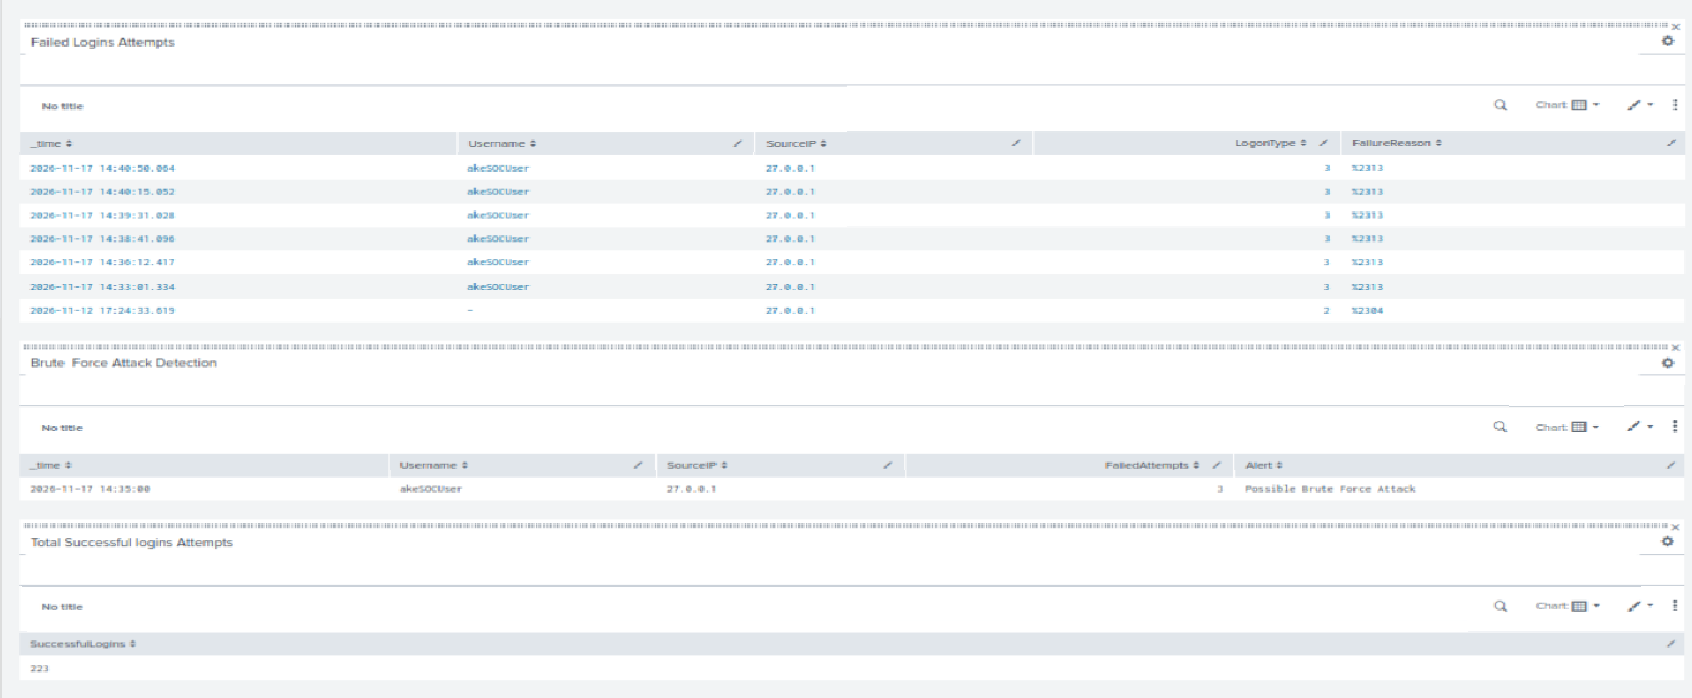 Failed Logins Attempts
No title
Chart:
_time Username SourceIP LogonType FailureReason
2026-11-17 14:40:50.064 akeSOCUser 27.0.0.1 3 %2313
2026-11-17 14:40:15.052 akeSOCUser 27.0.0.1 3 %2313
2026-11-17 14:39:31.028 akeSOCUser 27.0.0.1 3 %2313
2026-11-17 14:38:41.096 akeSOCUser 27.0.0.1 3 %2313
2026-11-17 14:36:12.417 akeSOCUser 27.0.0.1 3 %2313
2026-11-17 14:33:01.334 akeSOCUser 27.0.0.1 3 %2313
2026-11-12 17:24:33.619 - 27.0.0.1 2 %2304
Brute Force Attack Detection
No title
Chart:
_time Username SourceIP FailedAttempts Alert
2026-11-17 14:35:00 akeSOCUser 27.0.0.1 3 Possible Brute Force Attack
Total Successful logins Attempts
No title
Chart:
SuccessfulLogins
223